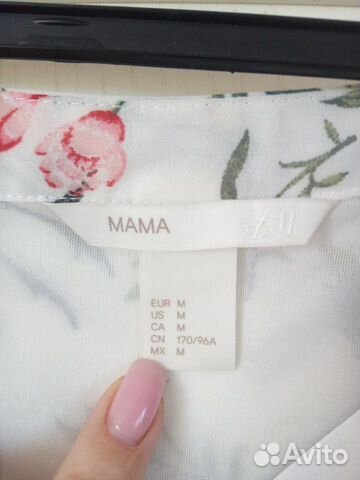 MAMA H&M
EUR M
US M
CA M
CN 170/96A
MX M
Avito